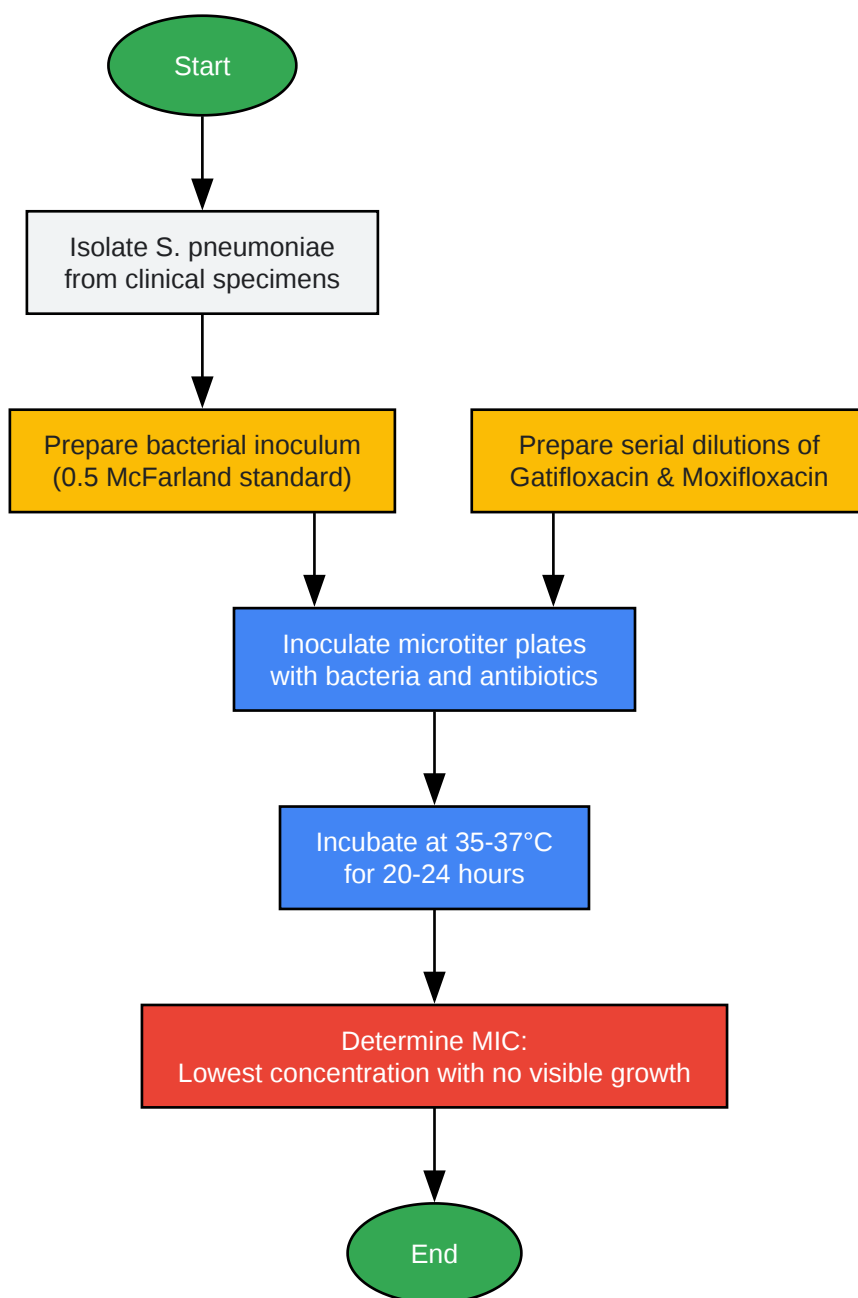 Start
Isolate S. pneumoniae
from clinical specimens
Prepare bacterial inoculum
(0.5 McFarland standard)
Prepare serial dilutions of
Gatifloxacin & Moxifloxacin
Inoculate microtiter plates
with bacteria and antibiotics
Incubate at 35-37°C
for 20-24 hours
Determine MIC:
Lowest concentration with no visible growth
End